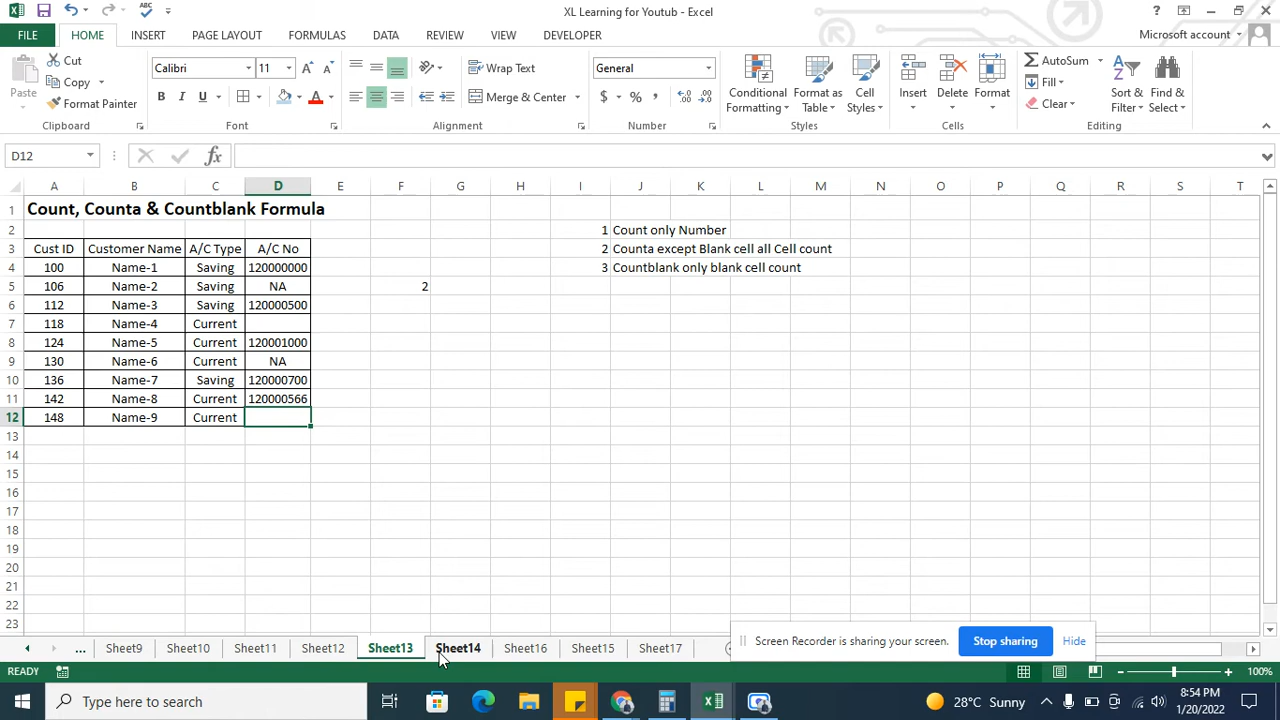 XL Learning for Youtub - Excel
FILE HOME INSERT PAGE LAYOUT FORMULAS DATA REVIEW VIEW DEVELOPER Microsoft account
Cut Calibri 11 Wrap Text General AutoSum
Copy Fill
Paste Format Painter B I U A Merge & Center $ % Conditional Formatting Format as Table Cell Styles Insert Delete Format Clear Sort & Filter Find & Select
Clipboard Font Alignment Number Styles Cells Editing
D12 fx
A B C D E F G H I J K L M N O P Q R S T
1 Count, Counta & Countblank Formula
2 1 Count only Number
3 Cust ID Customer Name A/C Type A/C No 2 Counta except Blank cell all Cell count
4 100 Name-1 Saving 120000000 3 Countblank only blank cell count
5 106 Name-2 Saving NA 2
6 112 Name-3 Saving 120000500
7 118 Name-4 Current
8 124 Name-5 Current 120001000
9 130 Name-6 Current NA
10 136 Name-7 Saving 120000700
11 142 Name-8 Current 120000566
12 148 Name-9 Current
13
14
15
16
17
18
19
20
21
22
23
... Sheet9 Sheet10 Sheet11 Sheet12 Sheet13 Sheet14 Sheet16 Sheet15 Sheet17
Screen Recorder is sharing your screen. Stop sharing Hide
READY 100%
Type here to search 28°C Sunny 8:54 PM
1/20/2022